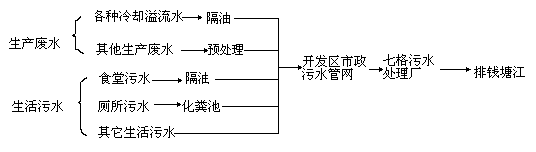 各种冷却溢流水 隔油
生产废水
其他生产废水 预处理
开发区市政 七格污水
污水管网 处理厂 排钱塘江
食堂污水 隔油
生活污水 厕所污水 化粪池
其它生活污水